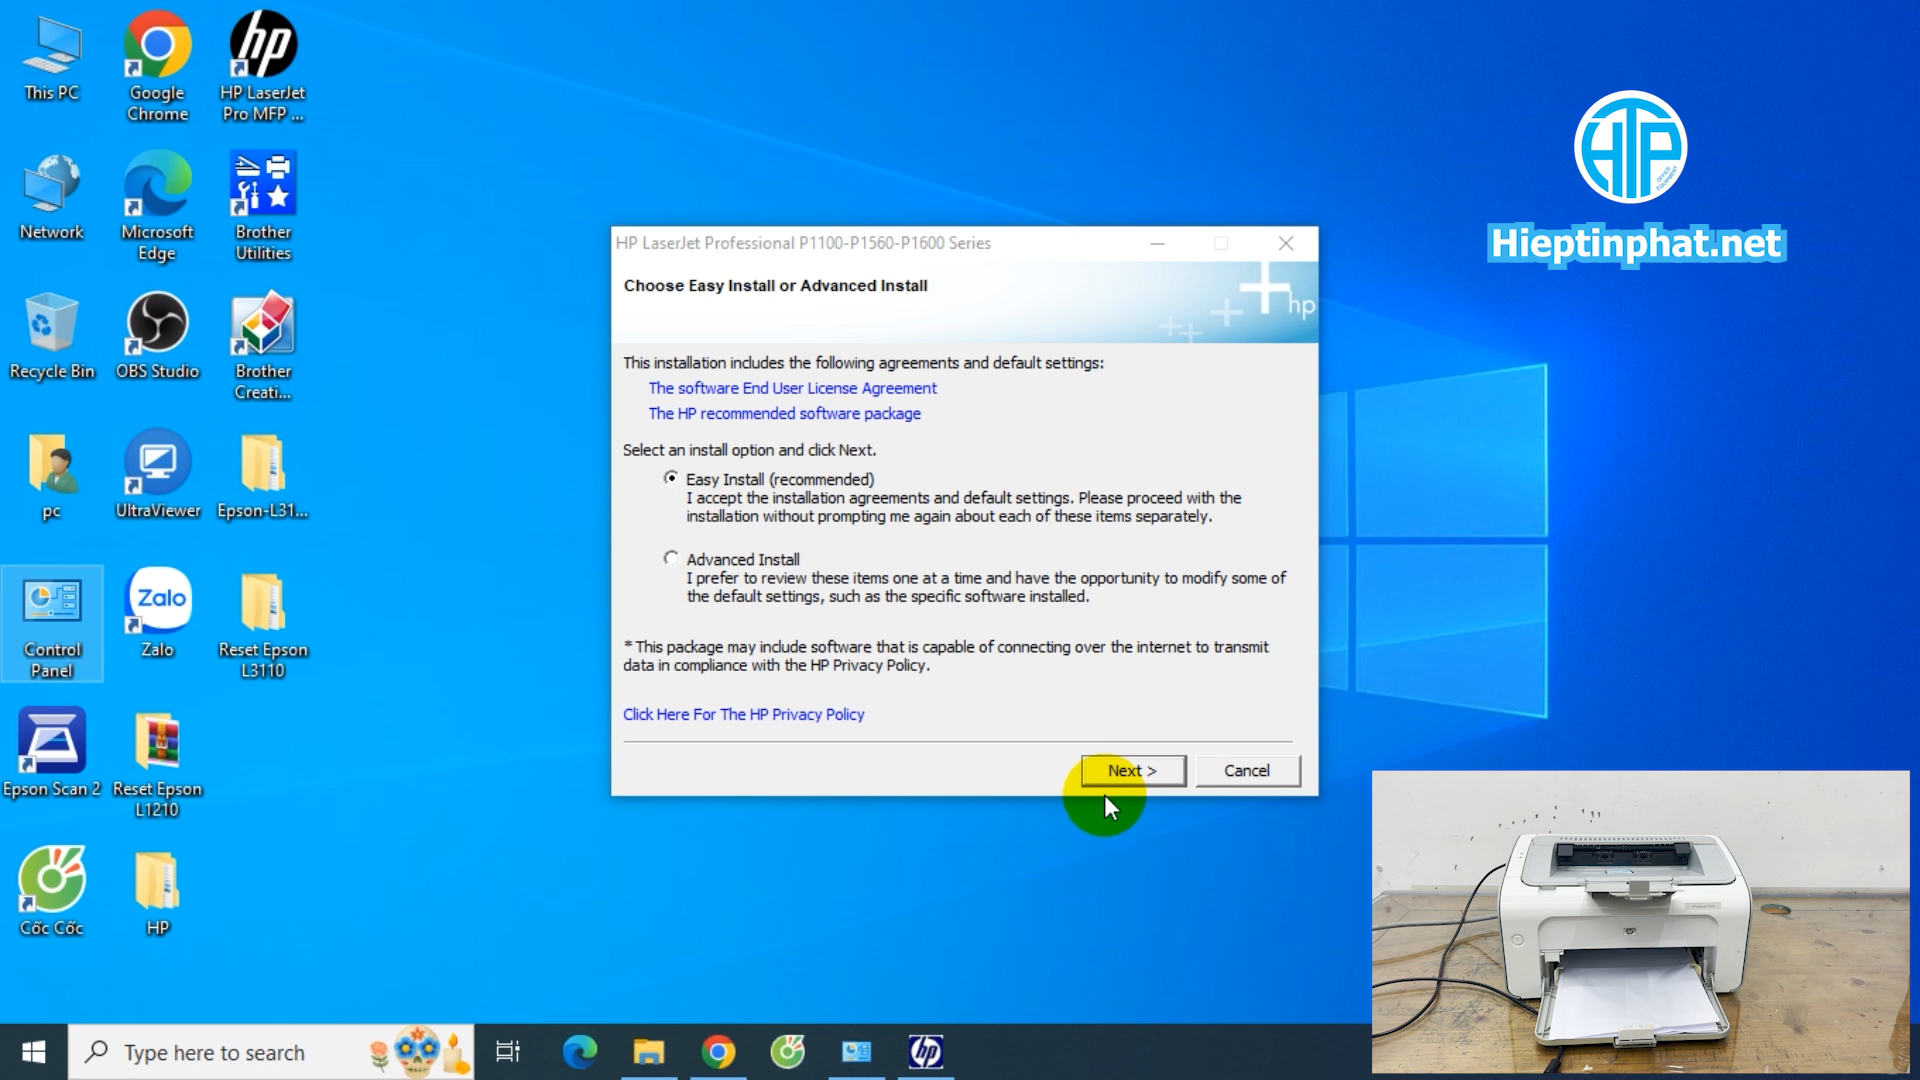 This PC
Google
Chrome
HP LaserJet
Pro MFP ...
Network
Microsoft
Edge
Brother
Utilities
Recycle Bin
OBS Studio
Brother
Creati...
pc
UltraViewer
Epson-L31...
Control
Panel
Zalo
Zalo
Reset Epson
L3110
Epson Scan 2
Reset Epson
L1210
Cốc Cốc
HP
hp
HTP
OFFICE
EQUIPMENT
Hieptinphat.net
HP LaserJet Professional P1100-P1560-P1600 Series
Choose Easy Install or Advanced Install
hp
This installation includes the following agreements and default settings:
The software End User License Agreement
The HP recommended software package
Select an install option and click Next.
Easy Install (recommended)
I accept the installation agreements and default settings. Please proceed with the
installation without prompting me again about each of these items separately.
Advanced Install
I prefer to review these items one at a time and have the opportunity to modify some of
the default settings, such as the specific software installed.
* This package may include software that is capable of connecting over the internet to transmit
data in compliance with the HP Privacy Policy.
Click Here For The HP Privacy Policy
Next >
Cancel
Type here to search
hp